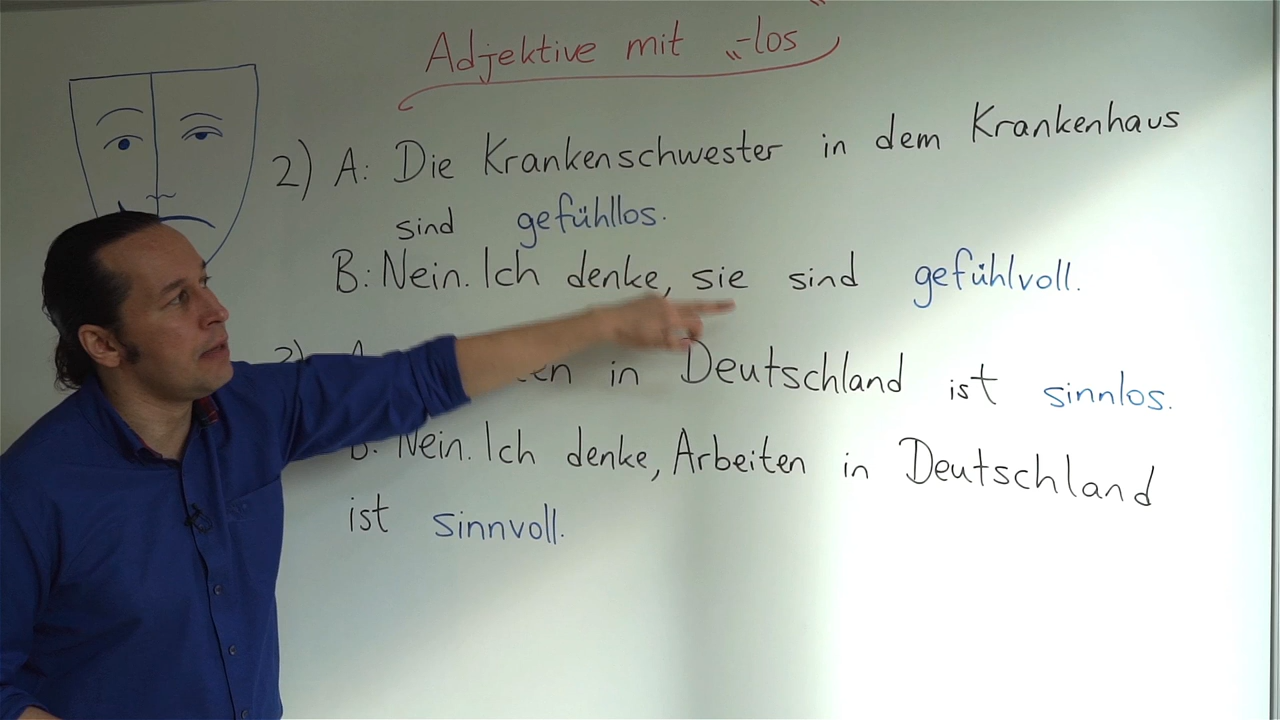 Adjektive mit "-los"
2) A: Die Krankenschwester in dem Krankenhaus
sind gefühllos.
B: Nein. Ich denke, sie sind gefühlvoll.
in Deutschland ist sinnlos.
B: Nein. Ich denke, Arbeiten in Deutschland
ist sinnvoll.